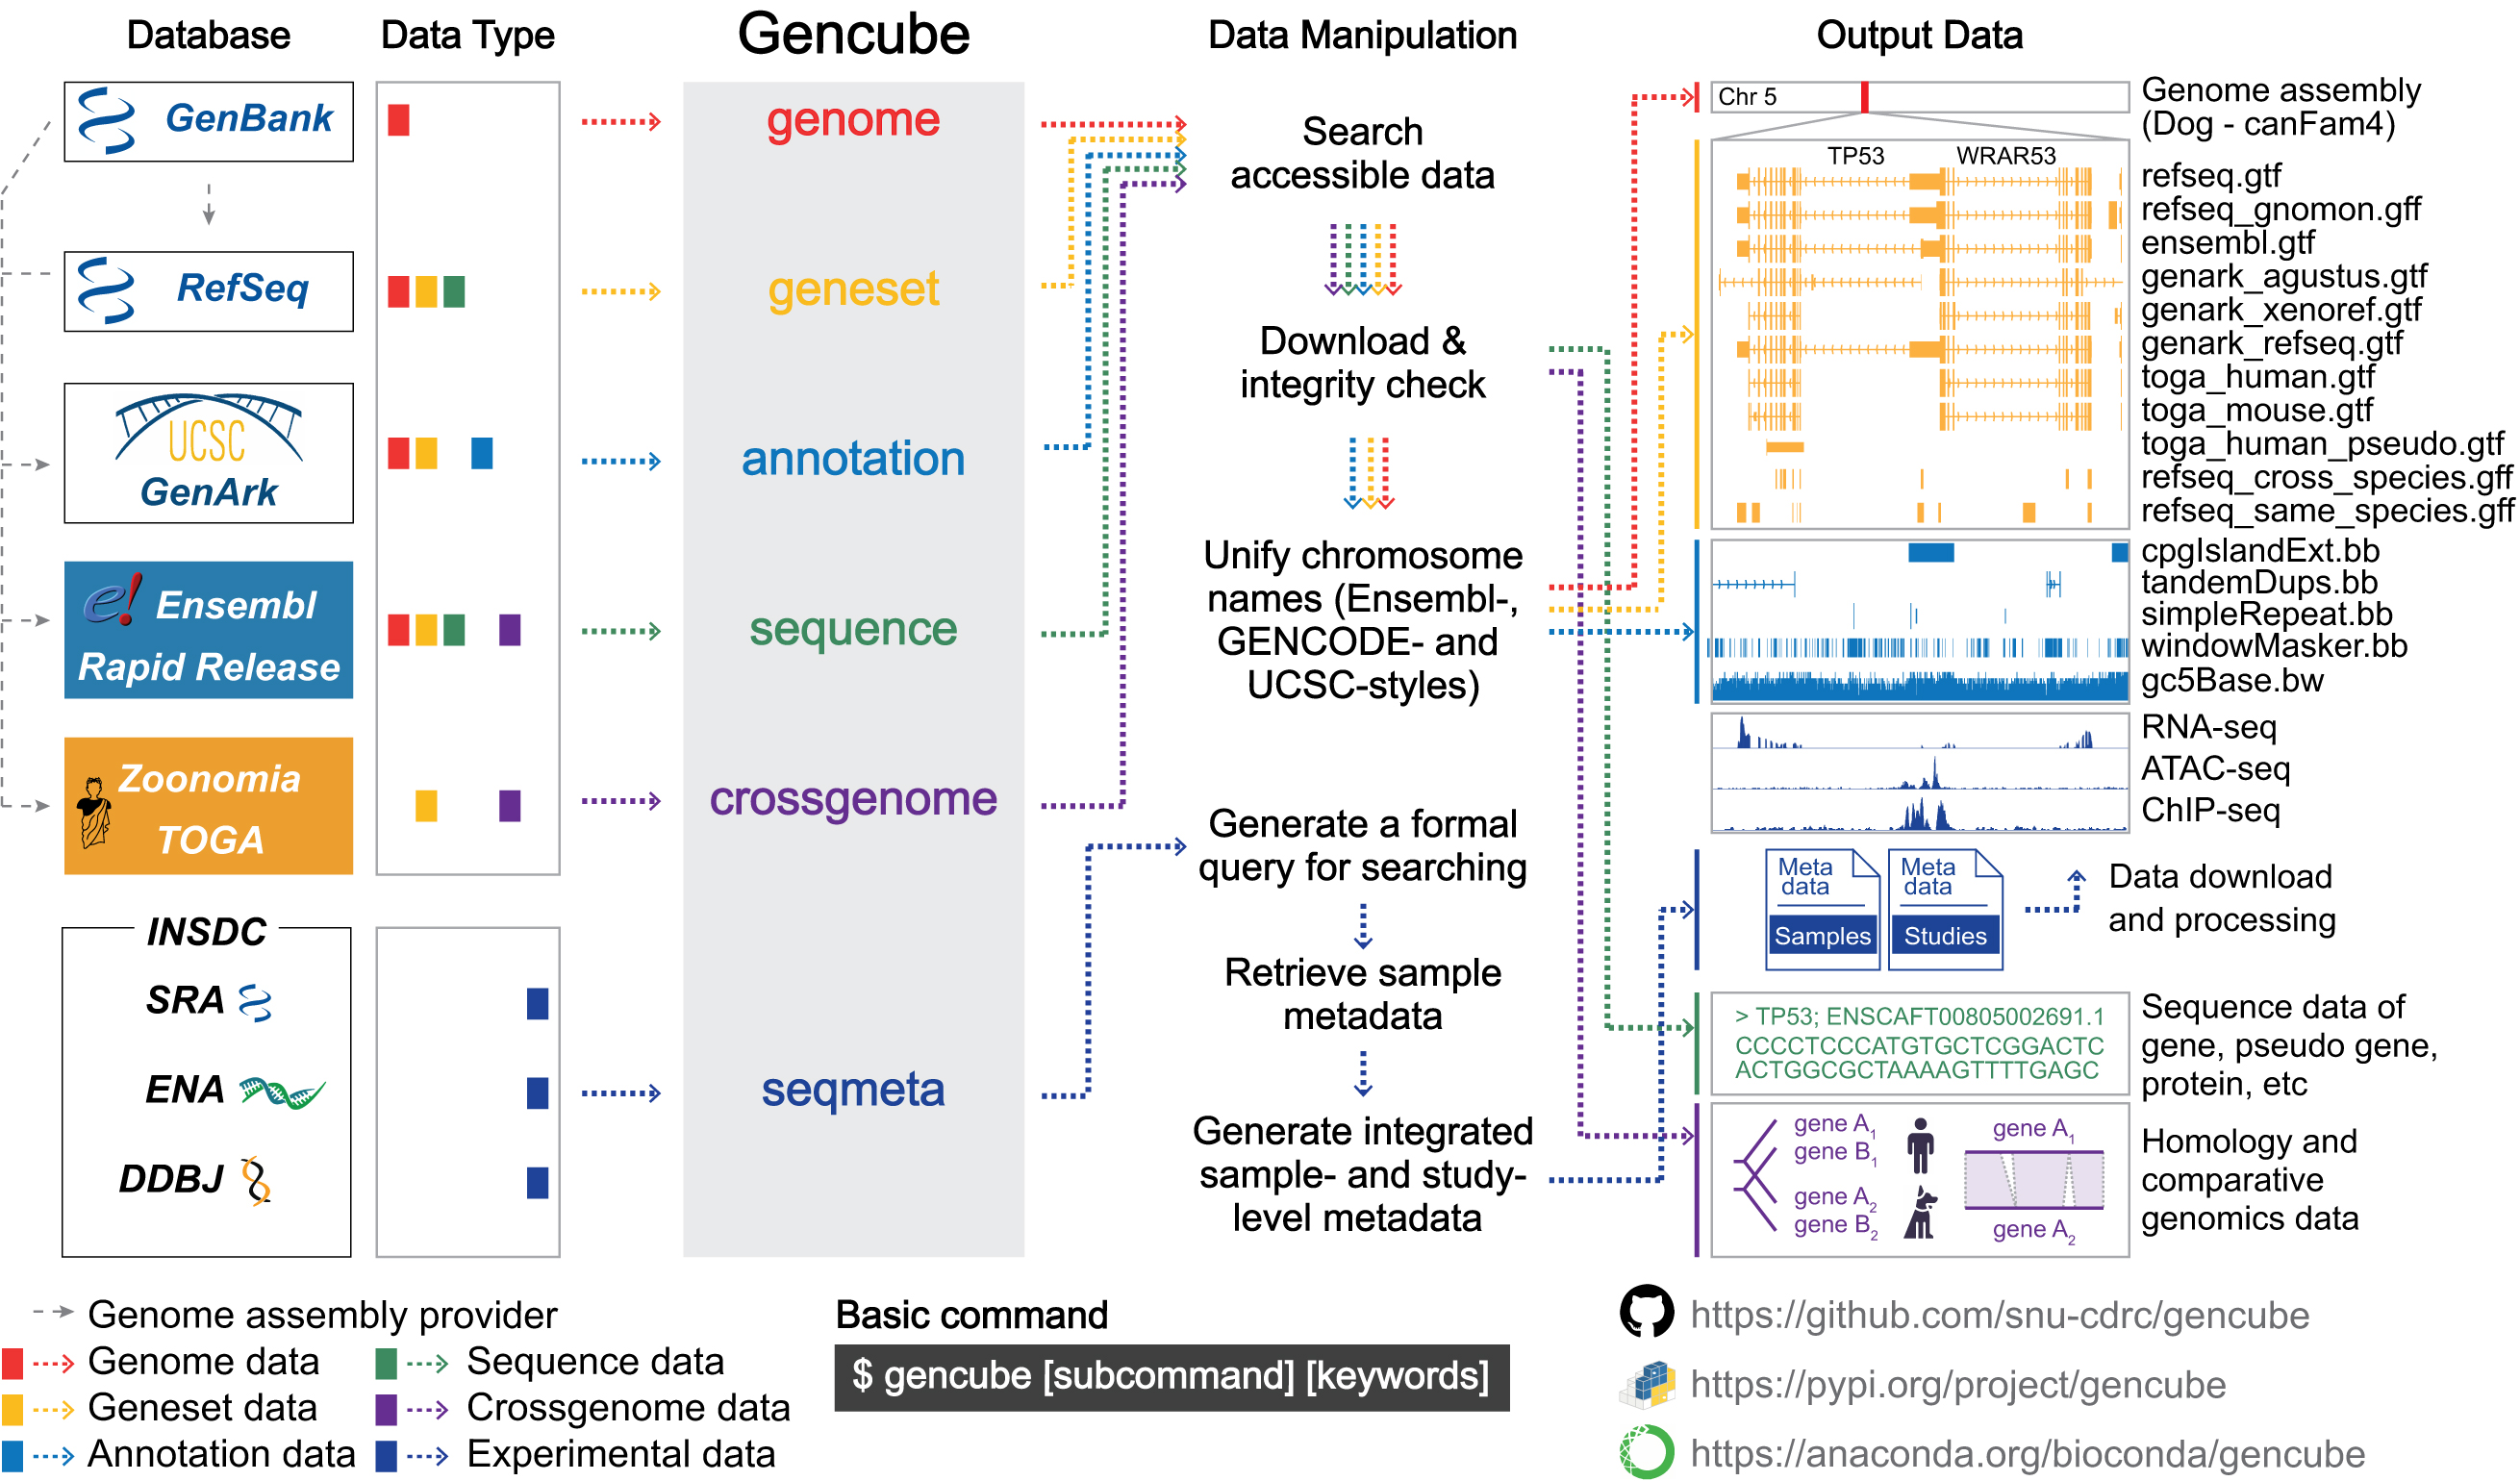 Database
Data Type
Gencube
Data Manipulation
Output Data
GenBank
RefSeq
UCSC
GenArk
e! Ensembl
Rapid Release
Zoonomia
TOGA
INSDC
SRA
ENA
DDBJ
genome
geneset
annotation
sequence
crossgenome
seqmeta
Search
accessible data
Download &
integrity check
Unify chromosome
names (Ensembl-,
GENCODE- and
UCSC-styles)
Generate a formal
query for searching
Retrieve sample
metadata
Generate integrated
sample- and study-
level metadata
Chr 5
Genome assembly
(Dog - canFam4)
TP53
WRAR53
refseq.gtf
refseq_gnomon.gff
ensembl.gtf
genark_agustus.gtf
genark_xenoref.gtf
genark_refseq.gtf
toga_human.gtf
toga_mouse.gtf
toga_human_pseudo.gtf
refseq_cross_species.gff
refseq_same_species.gff
cpgIslandExt.bb
tandemDups.bb
simpleRepeat.bb
windowMasker.bb
gc5Base.bw
RNA-seq
ATAC-seq
ChIP-seq
Meta
data
Samples
Meta
data
Studies
Data download
and processing
> TP53; ENSCAFT00805002691.1
CCCCTCCCATGTGCTCGGACTC
ACTGGCGCTAAAAGTTTTGAGC
Sequence data of
gene, pseudo gene,
protein, etc
gene A1
gene B1
gene A2
gene B2
gene A1
gene A2
Homology and
comparative
genomics data
Genome assembly provider
Genome data
Geneset data
Annotation data
Sequence data
Crossgenome data
Experimental data
Basic command
$ gencube [subcommand] [keywords]
https://github.com/snu-cdrc/gencube
https://pypi.org/project/gencube
https://anaconda.org/bioconda/gencube